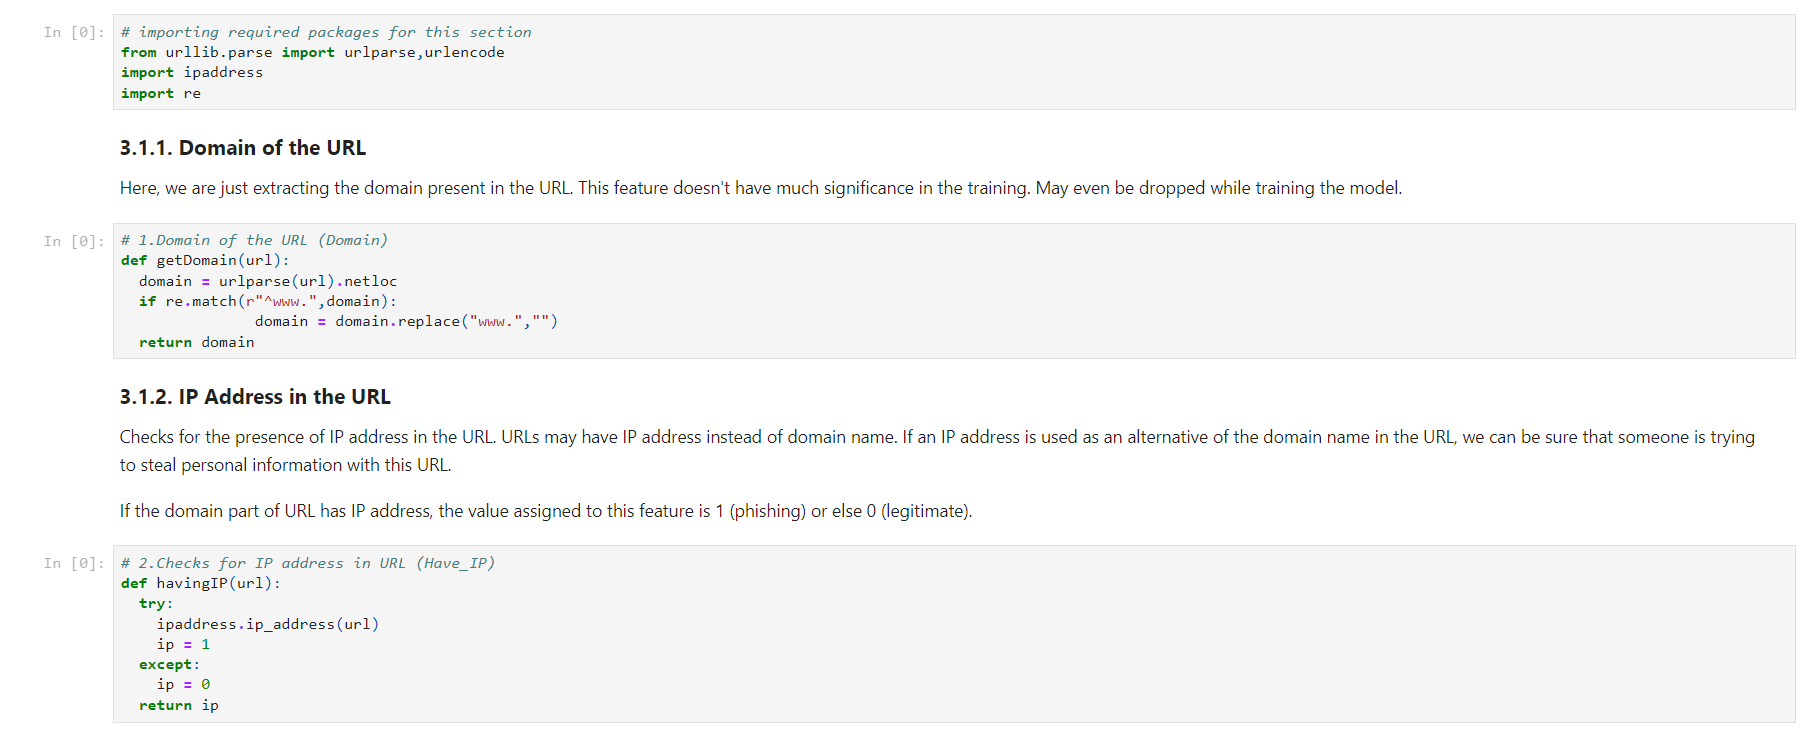 In [0]: # importing required packages for this section
from urllib.parse import urlparse,urlencode
import ipaddress
import re
3.1.1. Domain of the URL
Here, we are just extracting the domain present in the URL. This feature doesn't have much significance in the training. May even be dropped while training the model.
In [0]: # 1.Domain of the URL (Domain)
def getDomain(url):
  domain = urlparse(url).netloc
  if re.match(r"^www.",domain):
               domain = domain.replace("www.","")
  return domain
3.1.2. IP Address in the URL
Checks for the presence of IP address in the URL. URLs may have IP address instead of domain name. If an IP address is used as an alternative of the domain name in the URL, we can be sure that someone is trying
to steal personal information with this URL.
If the domain part of URL has IP address, the value assigned to this feature is 1 (phishing) or else 0 (legitimate).
In [0]: # 2.Checks for IP address in URL (Have_IP)
def havingIP(url):
  try:
    ipaddress.ip_address(url)
    ip = 1
  except:
    ip = 0
  return ip